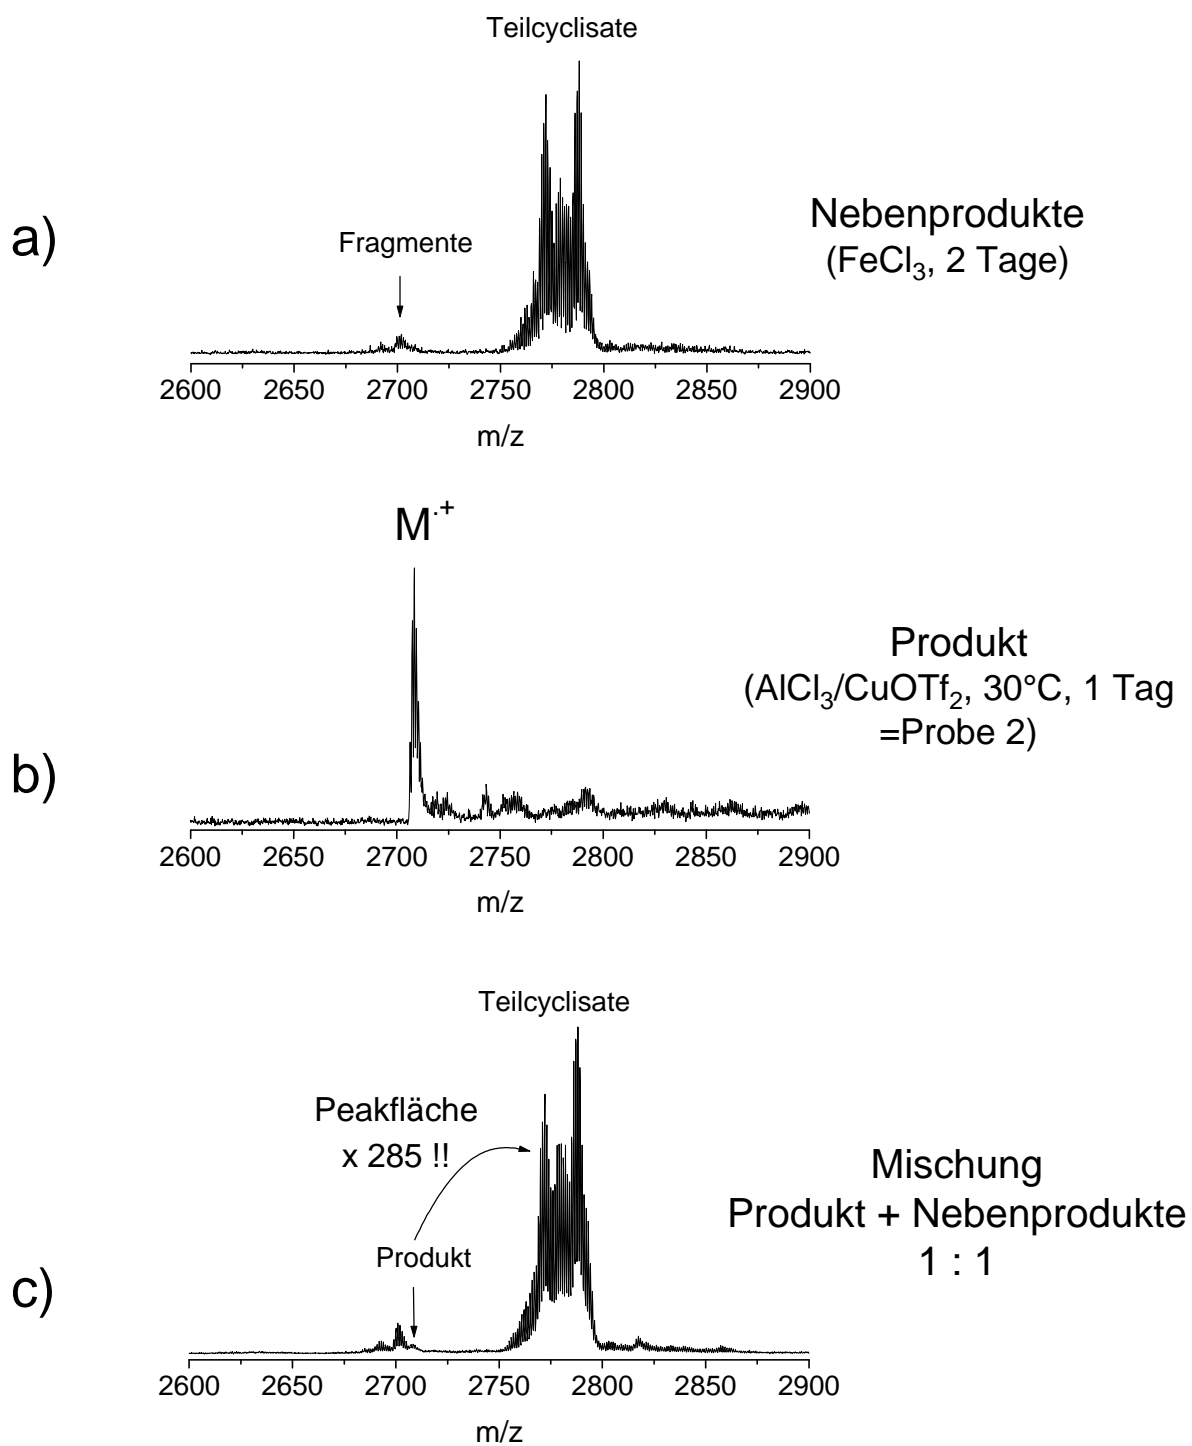 Teilcyclisate
a)
Fragmente
Nebenprodukte
(FeCl₃, 2 Tage)
2600 2650 2700 2750 2800 2850 2900
m/z
M·⁺
b)
Produkt
(AlCl₃/CuOTf₂, 30°C, 1 Tag
=Probe 2)
2600 2650 2700 2750 2800 2850 2900
m/z
Teilcyclisate
c)
Peakfläche
x 285 !!
Produkt
Mischung
Produkt + Nebenprodukte
1 : 1
2600 2650 2700 2750 2800 2850 2900
m/z